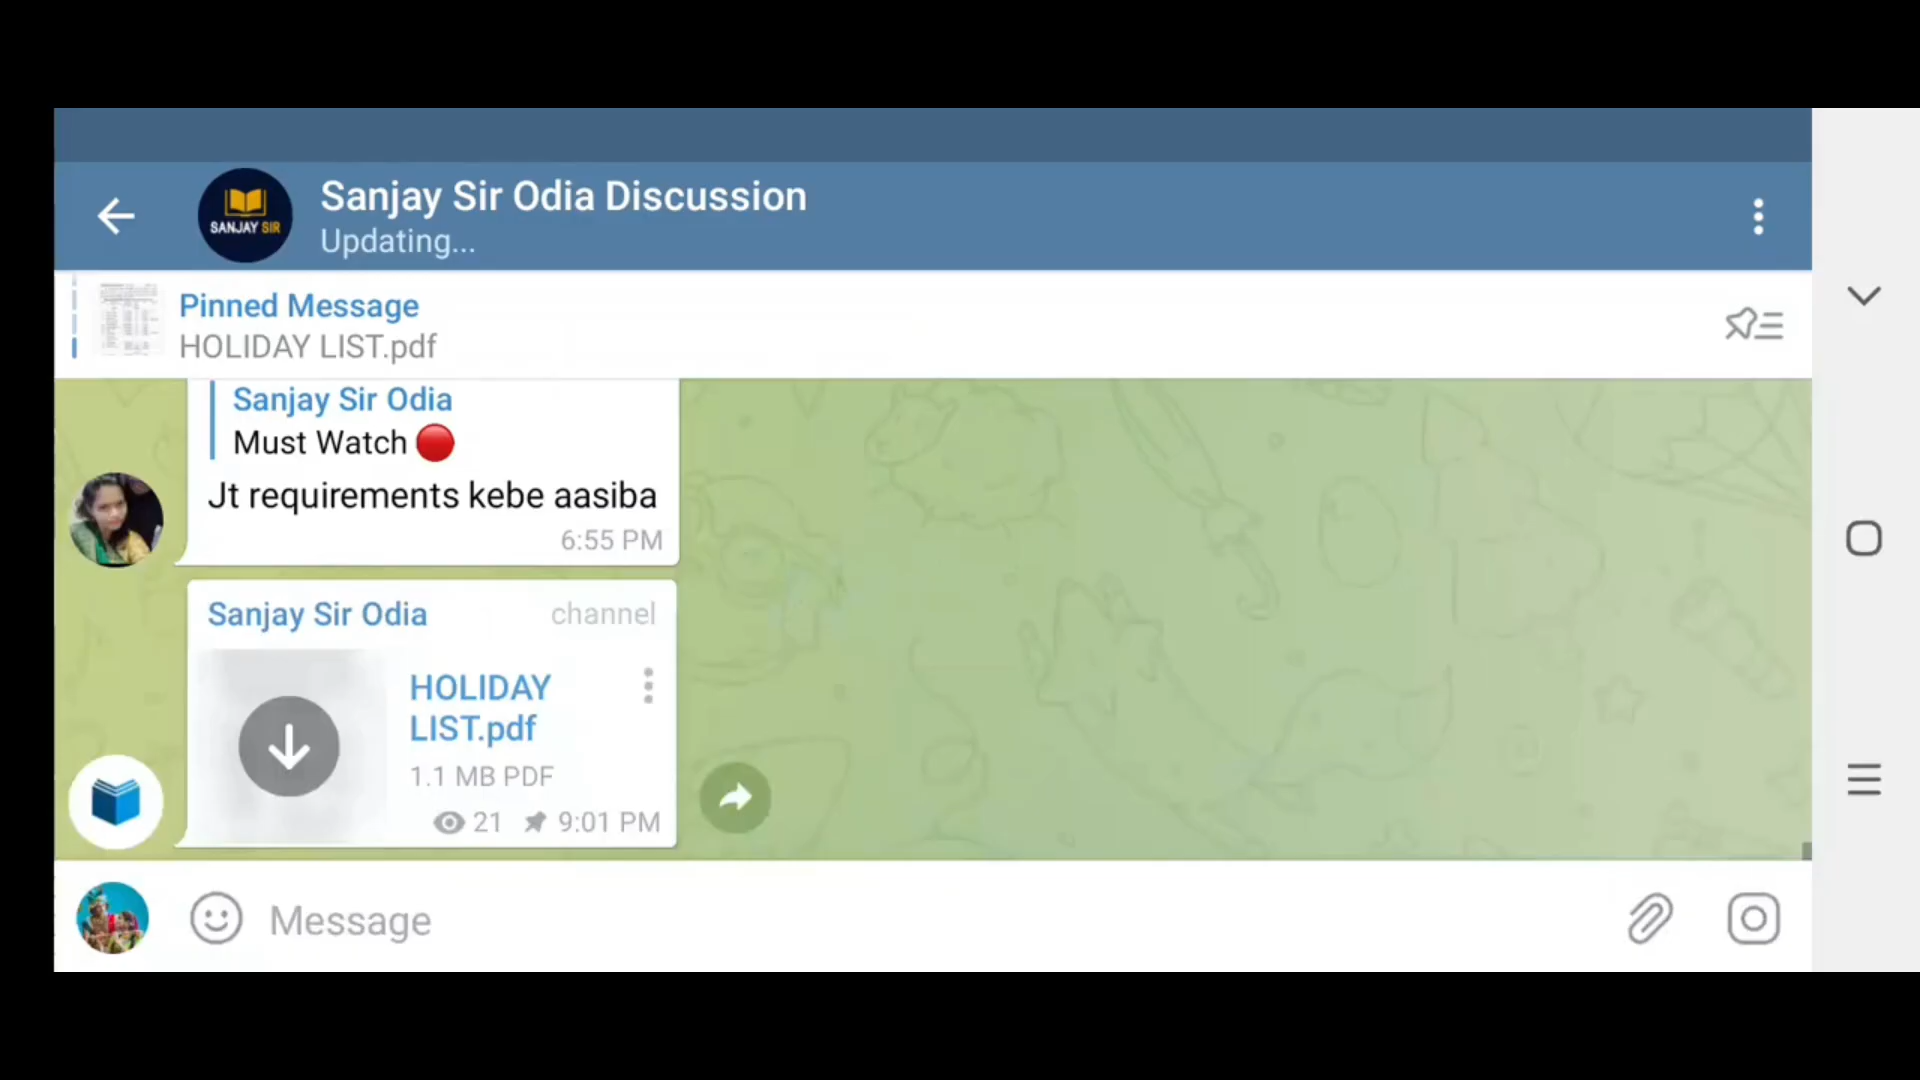 SANJAY SIR
Sanjay Sir Odia Discussion
Updating...
Pinned Message
HOLIDAY LIST.pdf
Sanjay Sir Odia
Must Watch 🔴
Jt requirements kebe aasiba
6:55 PM
Sanjay Sir Odia channel
HOLIDAY
LIST.pdf
1.1 MB PDF
21 9:01 PM
Message